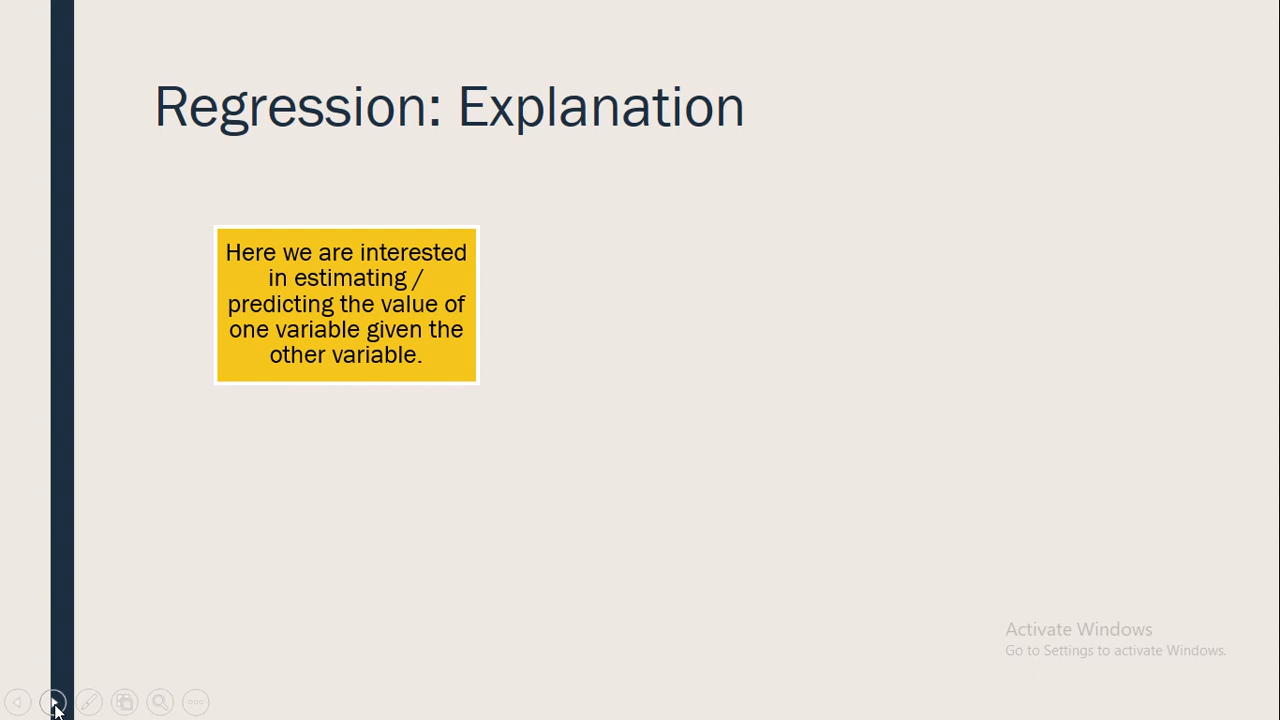 Regression: Explanation
Here we are interested
in estimating /
predicting the value of
one variable given the
other variable.
Activate Windows
Go to Settings to activate Windows.